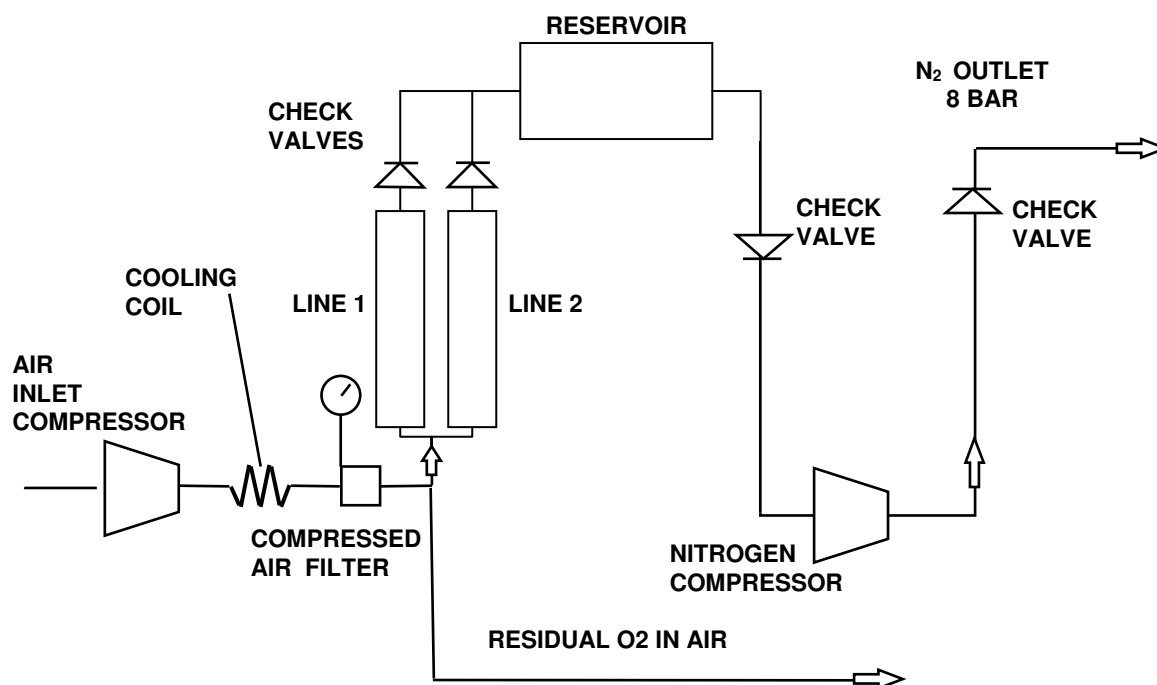 RESERVOIR
N₂ OUTLET
8 BAR
CHECK
VALVES
CHECK
VALVE
CHECK
VALVE
COOLING
COIL
LINE 1
LINE 2
AIR
INLET
COMPRESSOR
COMPRESSED
AIR FILTER
NITROGEN
COMPRESSOR
RESIDUAL O2 IN AIR